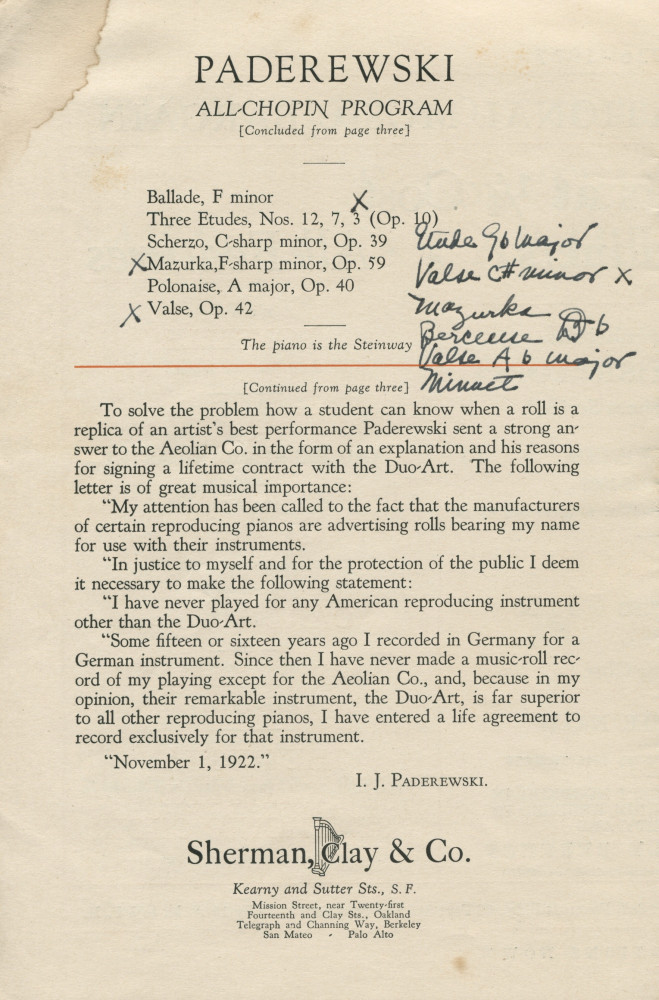 PADEREWSKI
ALL-CHOPIN PROGRAM
[Concluded from page three]
Ballade, F minor
X
Three Etudes, Nos. 12, 7, 3 (Op. 10)
Scherzo, C-sharp minor, Op. 39
X Mazurka, F-sharp minor, Op. 59
Polonaise, A major, Op. 40
X Valse, Op. 42
Etude Gb major
Valse C# minor X
Mazurka
Berceuse Db
Valse Ab major
Minuet
The piano is the Steinway
[Continued from page three]
To solve the problem how a student can know when a roll is a
replica of an artist's best performance Paderewski sent a strong an-
swer to the Aeolian Co. in the form of an explanation and his reasons
for signing a lifetime contract with the Duo-Art. The following
letter is of great musical importance:
"My attention has been called to the fact that the manufacturers
of certain reproducing pianos are advertising rolls bearing my name
for use with their instruments.
"In justice to myself and for the protection of the public I deem
it necessary to make the following statement:
"I have never played for any American reproducing instrument
other than the Duo-Art.
"Some fifteen or sixteen years ago I recorded in Germany for a
German instrument. Since then I have never made a music-roll rec-
ord of my playing except for the Aeolian Co., and, because in my
opinion, their remarkable instrument, the Duo-Art, is far superior
to all other reproducing pianos, I have entered a life agreement to
record exclusively for that instrument.
"November 1, 1922."
I. J. PADEREWSKI.
Sherman, Clay & Co.
Kearny and Sutter Sts., S. F.
Mission Street, near Twenty-first
Fourteenth and Clay Sts., Oakland
Telegraph and Channing Way, Berkeley
San Mateo - Palo Alto